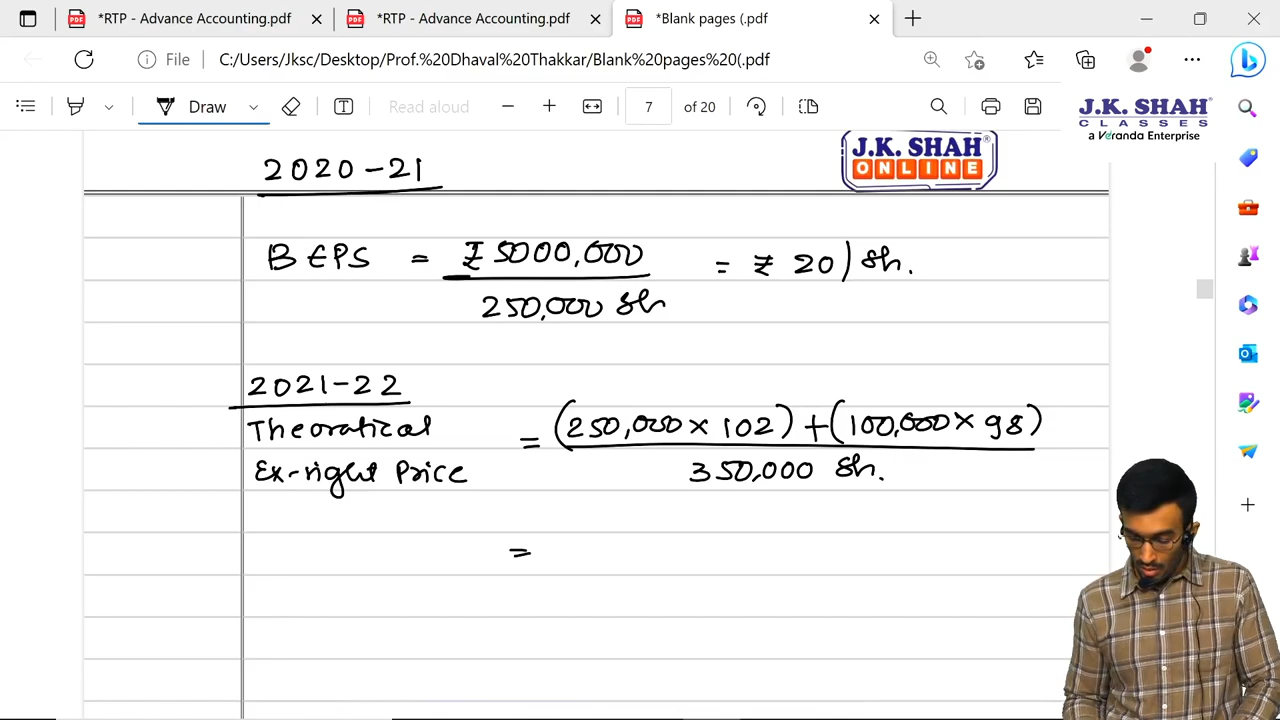 *RTP - Advance Accounting.pdf
*RTP - Advance Accounting.pdf
*Blank pages (.pdf
File
C:/Users/Jksc/Desktop/Prof.%20Dhaval%20Thakkar/Blank%20pages%20(.pdf
Draw
Read aloud
7 of 20
J.K. SHAH®
CLASSES
a Veranda Enterprise
J.K. SHAH®
ONLINE
2020-21
BEPS = ₹5000,000 / 250,000 Sh = ₹ 20/sh.
2021-22
Theoratical
Ex-right Price = (250,000 × 102) + (100,000 × 98) / 350,000 Sh.
=